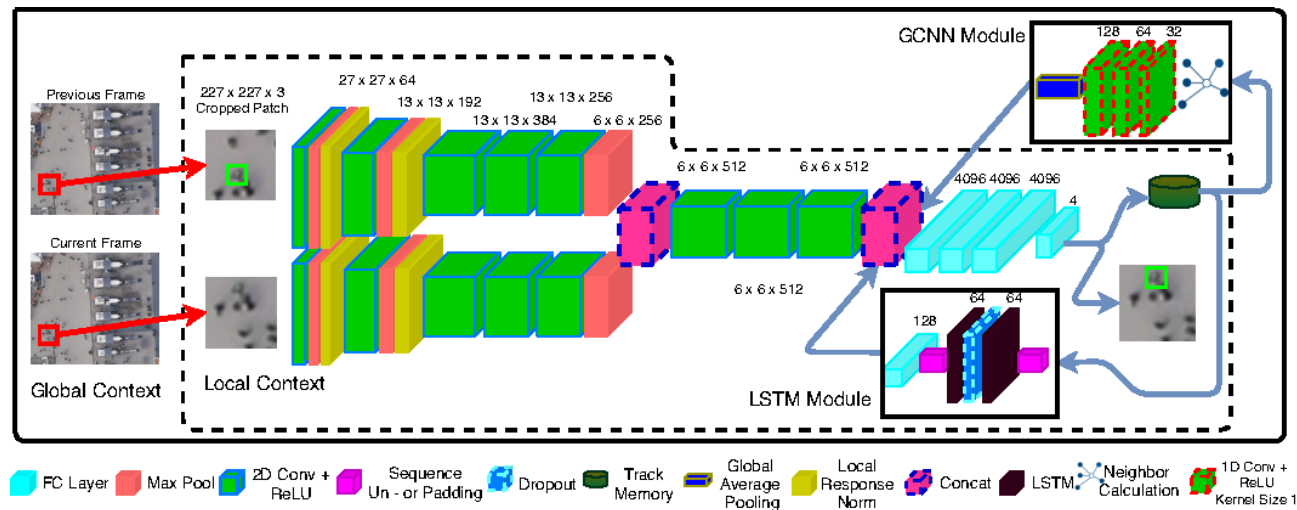 GCNN Module
128 64 32
Previous Frame
227 x 227 x 3
Cropped Patch
27 x 27 x 64
13 x 13 x 192
13 x 13 x 256
13 x 13 x 384
6 x 6 x 256
6 x 6 x 512
6 x 6 x 512
4096 4096 4096
4
Current Frame
6 x 6 x 512
64 64
128
Global Context
Local Context
LSTM Module
FC Layer
Max Pool
2D Conv +
ReLU
Sequence
Un - or Padding
Dropout
Track
Memory
Global
Average
Pooling
Local
Response
Norm
Concat
LSTM
Neighbor
Calculation
1D Conv +
ReLU
Kernel Size 1